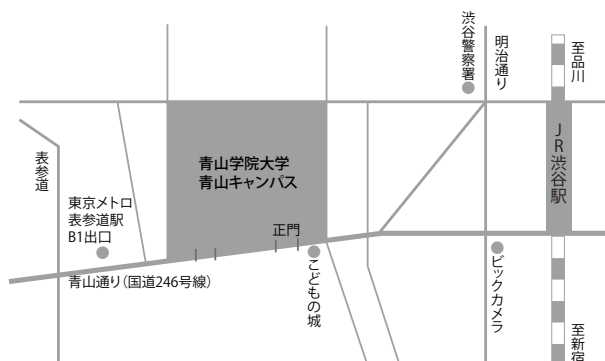 渋谷警察署
明治通り
至品川
JR渋谷駅
表参道
青山学院大学
青山キャンパス
東京メトロ
表参道駅
B1出口
正門
こどもの城
ビックカメラ
青山通り（国道246号線）
至新宿